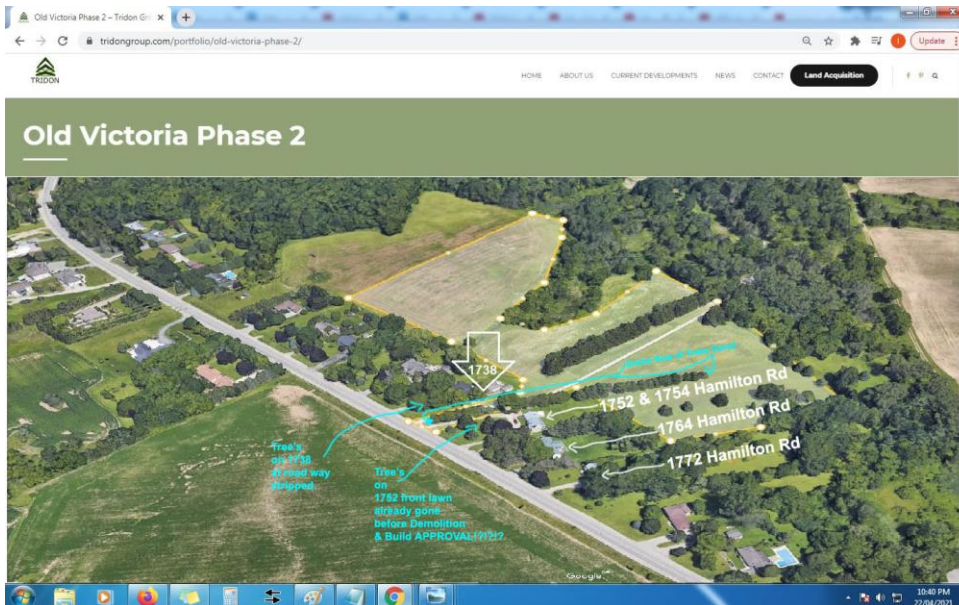 Old Victoria Phase 2 – Tridon Gr
tridongroup.com/portfolio/old-victoria-phase-2/
Update
TRIDON
HOME ABOUT US CURRENT DEVELOPMENTS NEWS CONTACT Land Acquisition
Old Victoria Phase 2
1738
1752 & 1754 Hamilton Rd
1764 Hamilton Rd
1772 Hamilton Rd
Tree's
on 1738
at road way
stripped
Tree's
on
1752 front lawn
already gone
before Demolition
& Build APPROVAL!?!?!?
Google
10:40 PM
22/04/2021